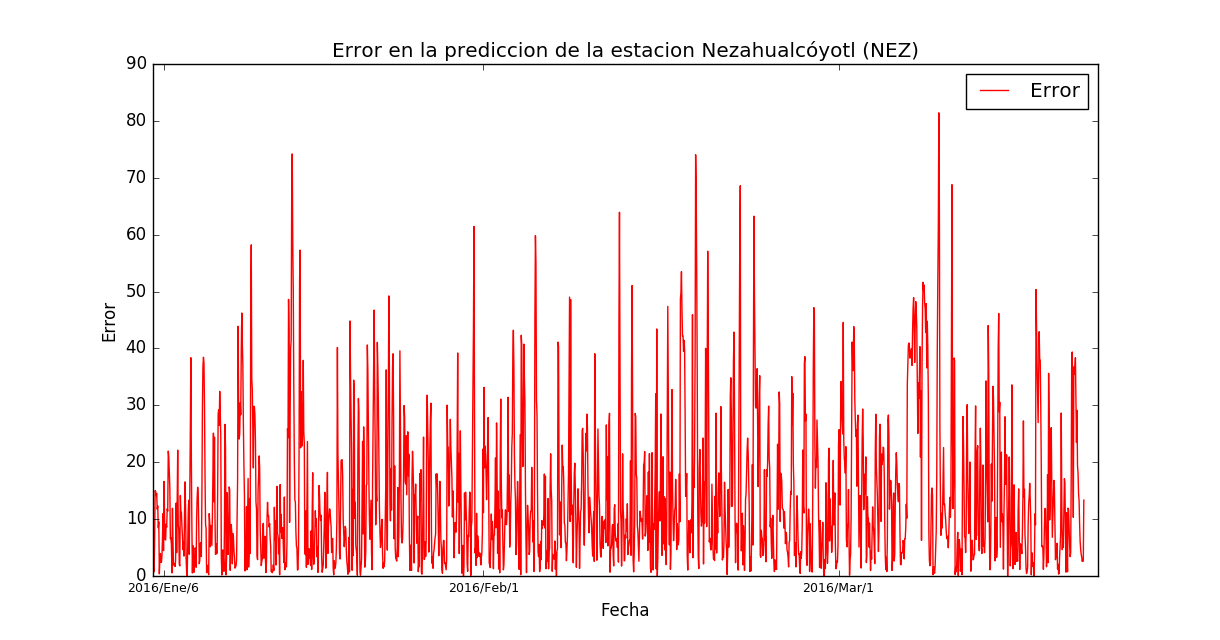 Error en la prediccion de la estacion Nezahualcóyotl (NEZ)
Error
90
80
70
60
50
40
30
20
10
0
Error
2016/Ene/6 2016/Feb/1 2016/Mar/1
Fecha